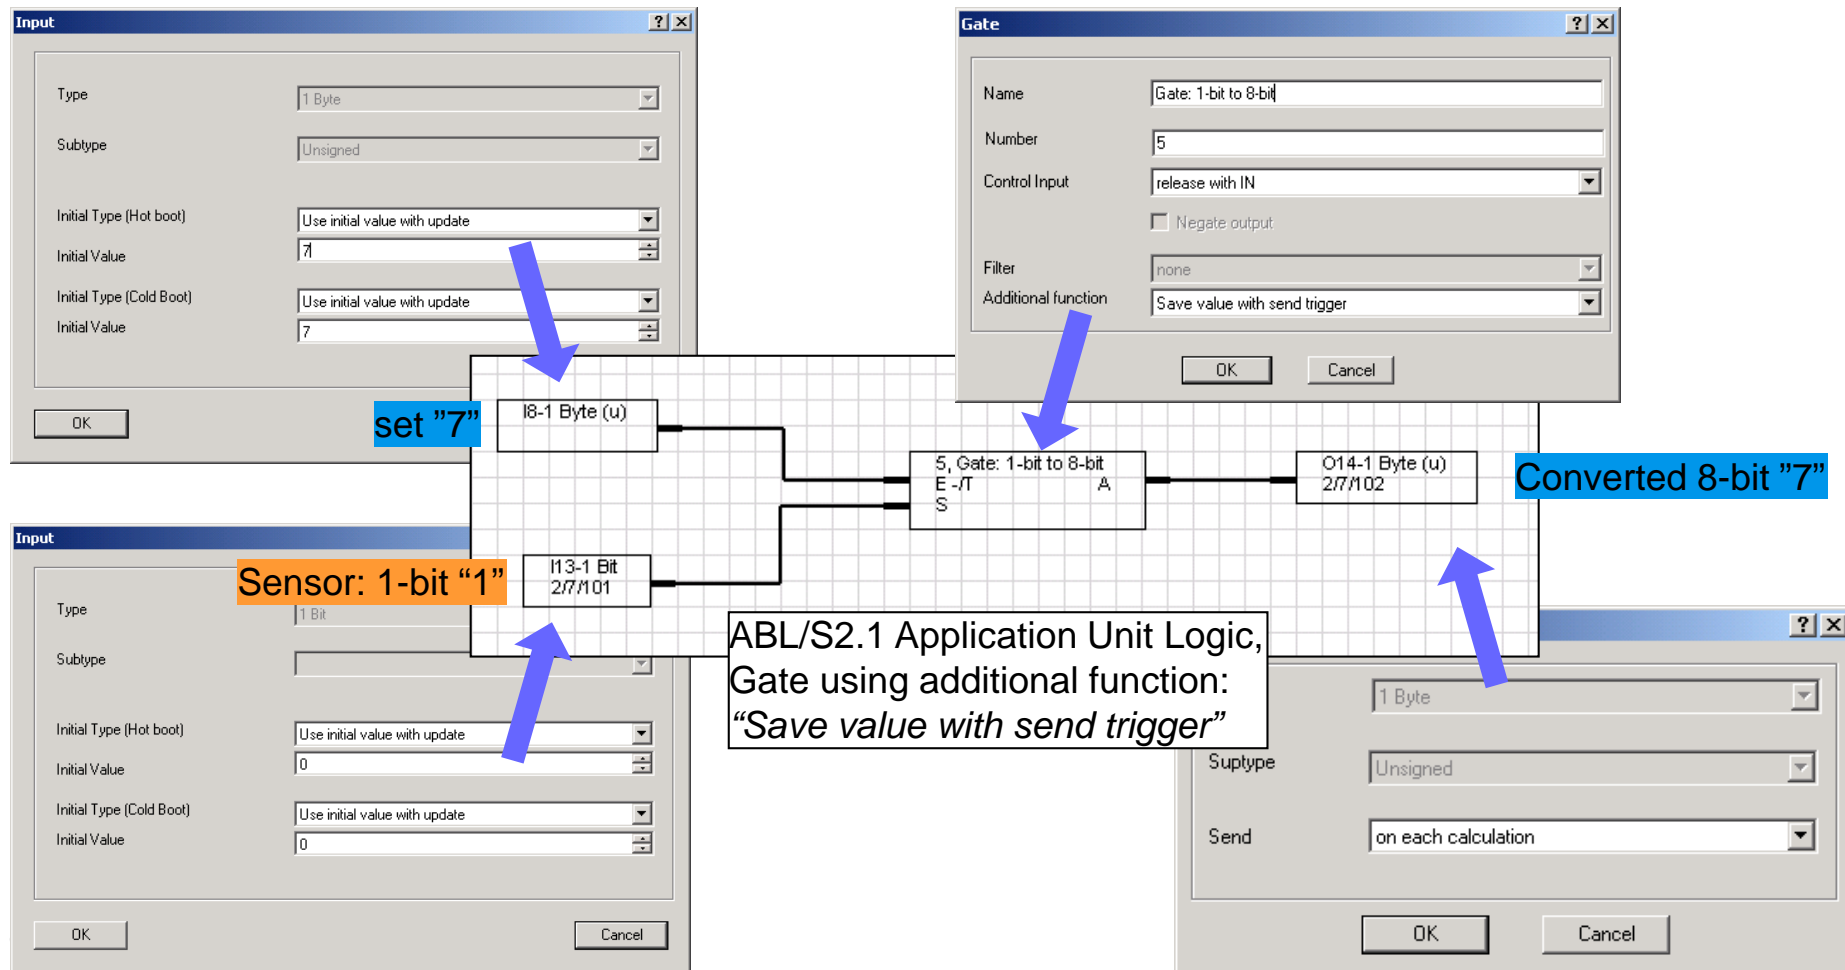 Input
Type
1 Byte
Subtype
Unsigned
Initial Type (Hot boot)
Use initial value with update
Initial Value
7
Initial Type (Cold Boot)
Use initial value with update
Initial Value
7
OK
Gate
Name
Gate: 1-bit to 8-bit
Number
5
Control Input
release with IN
Negate output
Filter
none
Additional function
Save value with send trigger
OK
Cancel
set ”7”
I8-1 Byte (u)
5, Gate: 1-bit to 8-bit
E -/T A
S
O14-1 Byte (u)
2/7/102
Converted 8-bit ”7”
Sensor: 1-bit “1”
I13-1 Bit
2/7/101
ABL/S2.1 Application Unit Logic,
Gate using additional function:
“Save value with send trigger”
Input
Type
1 Bit
Subtype
Initial Type (Hot boot)
Use initial value with update
Initial Value
0
Initial Type (Cold Boot)
Use initial value with update
Initial Value
0
OK
Cancel
1 Byte
Suptype
Unsigned
Send
on each calculation
OK
Cancel